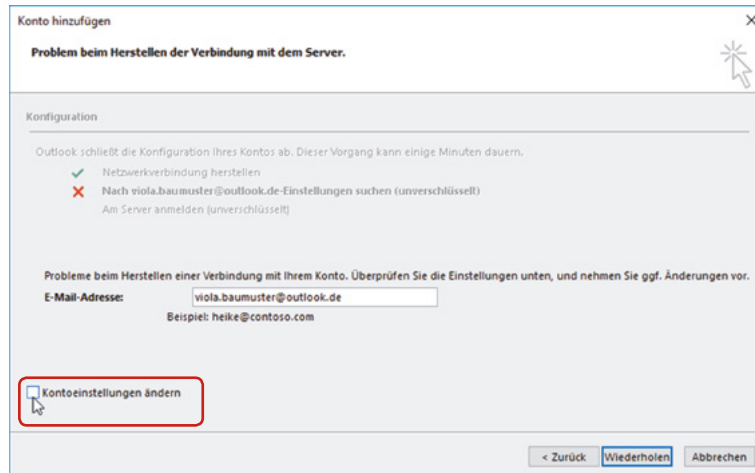 Konto hinzufügen
Problem beim Herstellen der Verbindung mit dem Server.
Konfiguration
Outlook schließt die Konfiguration Ihres Kontos ab. Dieser Vorgang kann einige Minuten dauern.
Netzwerkverbindung herstellen
Nach viola.baumuster@outlook.de-Einstellungen suchen (unverschlüsselt)
Am Server anmelden (unverschlüsselt)
Probleme beim Herstellen einer Verbindung mit Ihrem Konto. Überprüfen Sie die Einstellungen unten, und nehmen Sie ggf. Änderungen vor.
E-Mail-Adresse: viola.baumuster@outlook.de
Beispiel: heike@contoso.com
Kontoeinstellungen ändern
< Zurück Wiederholen Abbrechen